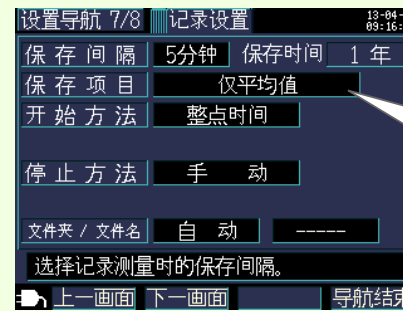 设置导航 7/8 记录设置 13-04-
09:16:
保存间隔 5分钟 保存时间 1 年
保存项目 仅平均值
开始方法 整点时间
停止方法 手 动
文件夹 / 文件名 自 动 -----
选择记录测量时的保存间隔。
上一画面 下一画面 导航结束